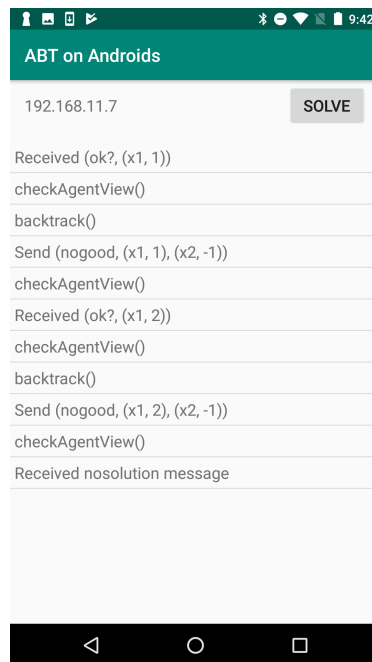 9:42
ABT on Androids
192.168.11.7 SOLVE
Received (ok?, (x1, 1))
checkAgentView()
backtrack()
Send (nogood, (x1, 1), (x2, -1))
checkAgentView()
Received (ok?, (x1, 2))
checkAgentView()
backtrack()
Send (nogood, (x1, 2), (x2, -1))
checkAgentView()
Received nosolution message